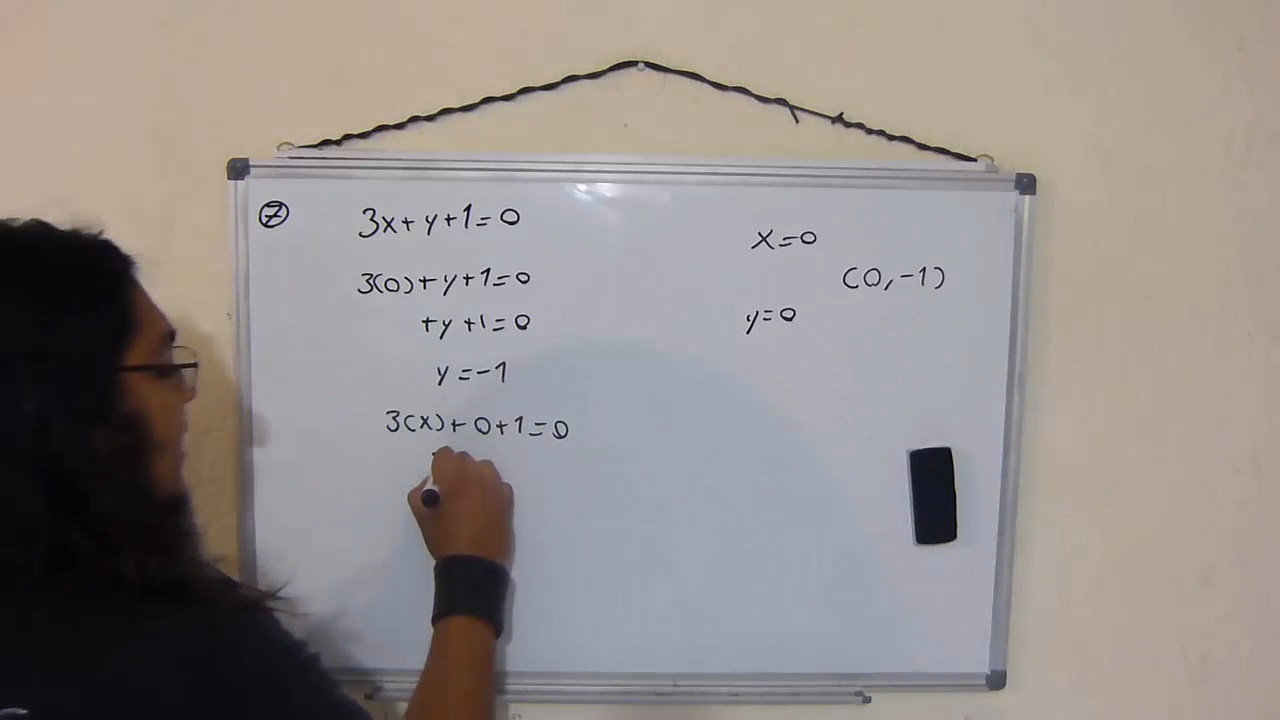 ⑦ 3x+y+1=0
3(0)+y+1=0
+y+1=0
y=-1
3(x)+0+1=0
x=0
(0,-1)
y=0